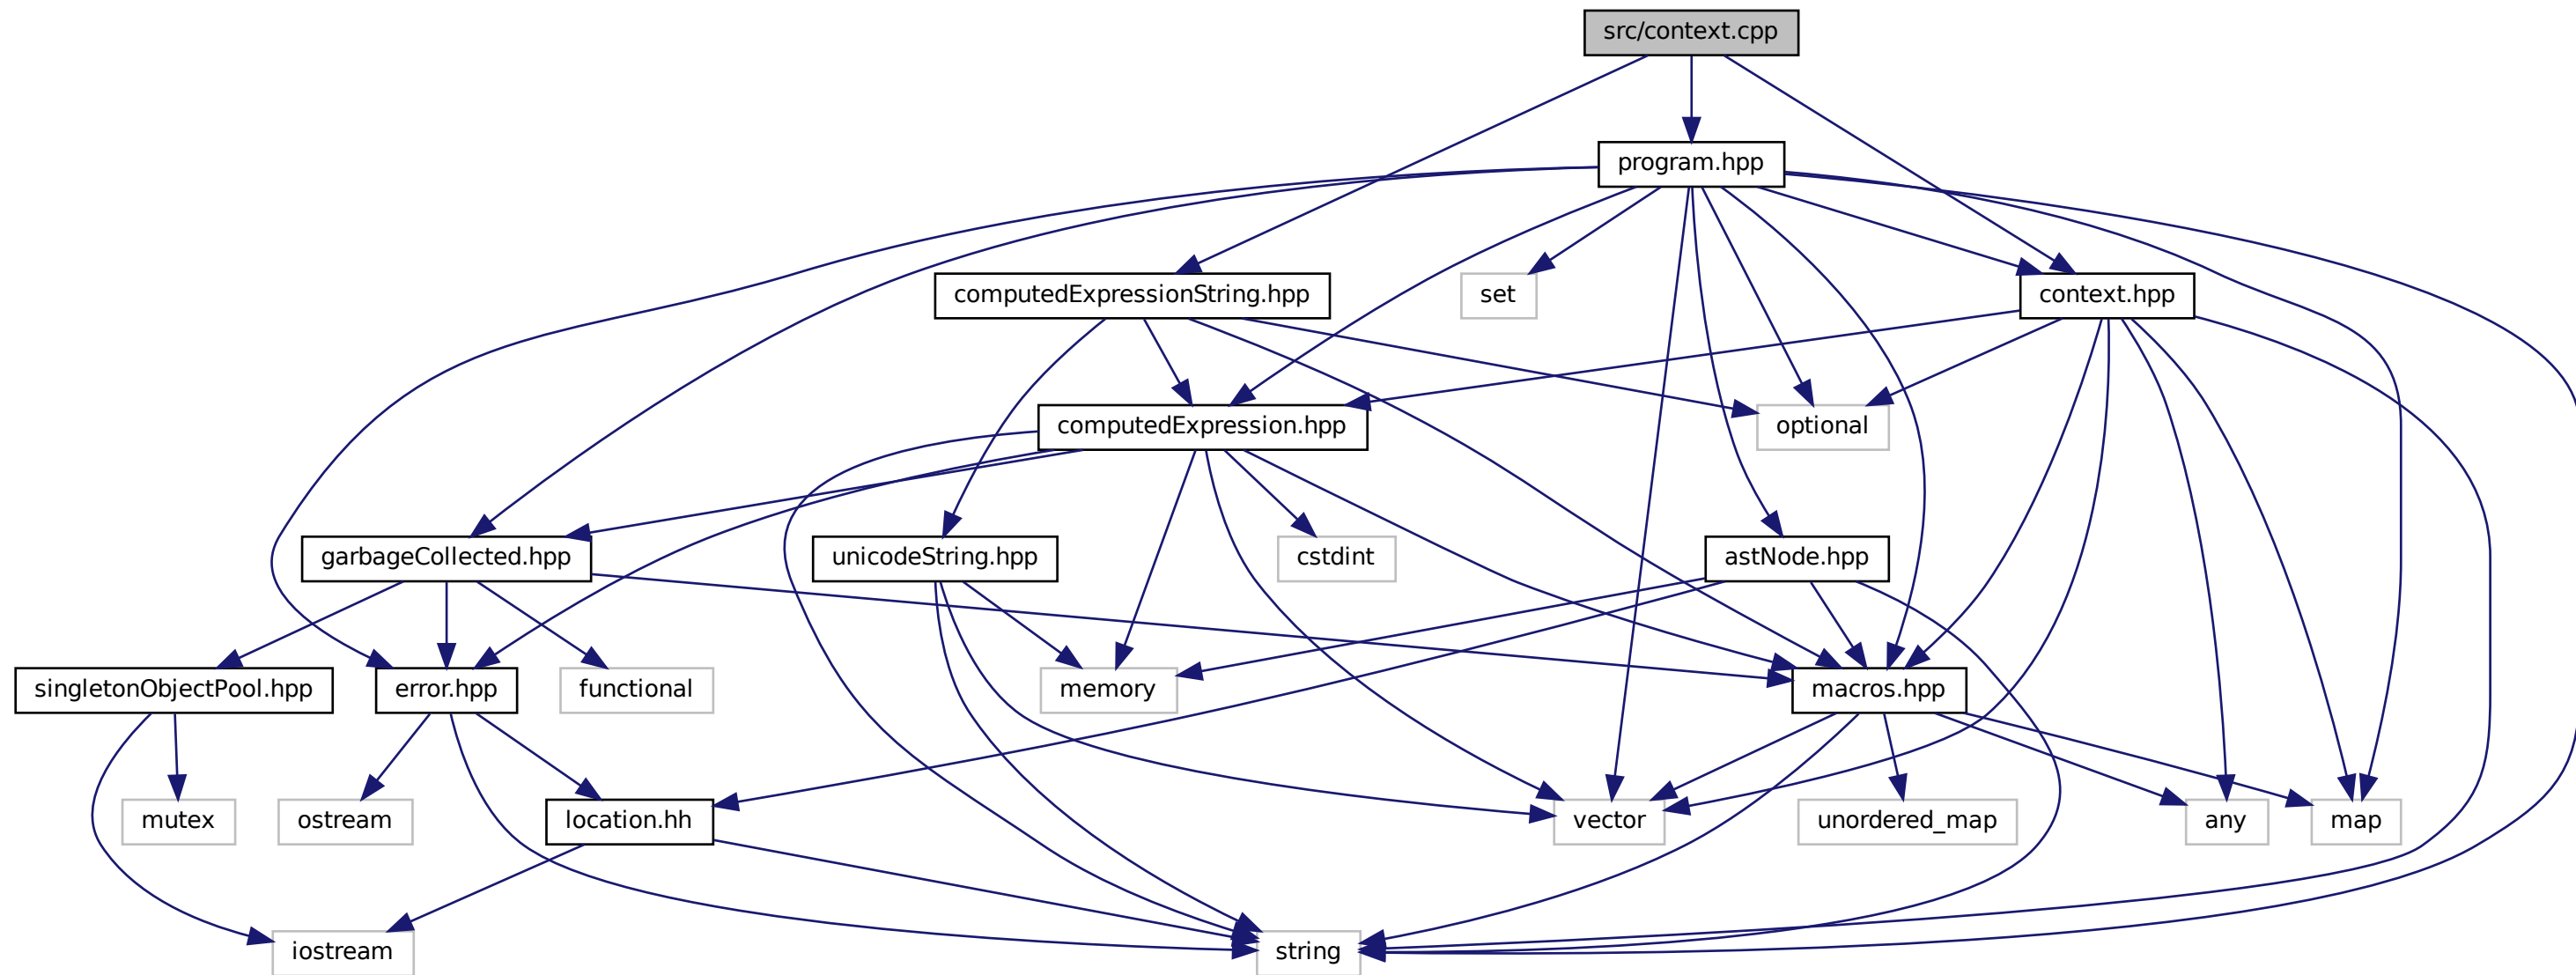 src/context.cpp
program.hpp
computedExpressionString.hpp
set
context.hpp
computedExpression.hpp
optional
garbageCollected.hpp
unicodeString.hpp
cstdint
astNode.hpp
singletonObjectPool.hpp
error.hpp
functional
memory
macros.hpp
mutex
ostream
location.hh
vector
unordered_map
any
map
iostream
string